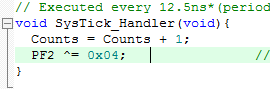 // Executed every 12.5ns*(period
void SysTick_Handler(void){
  Counts = Counts + 1;
  PF2 ^= 0x04;                    //
}